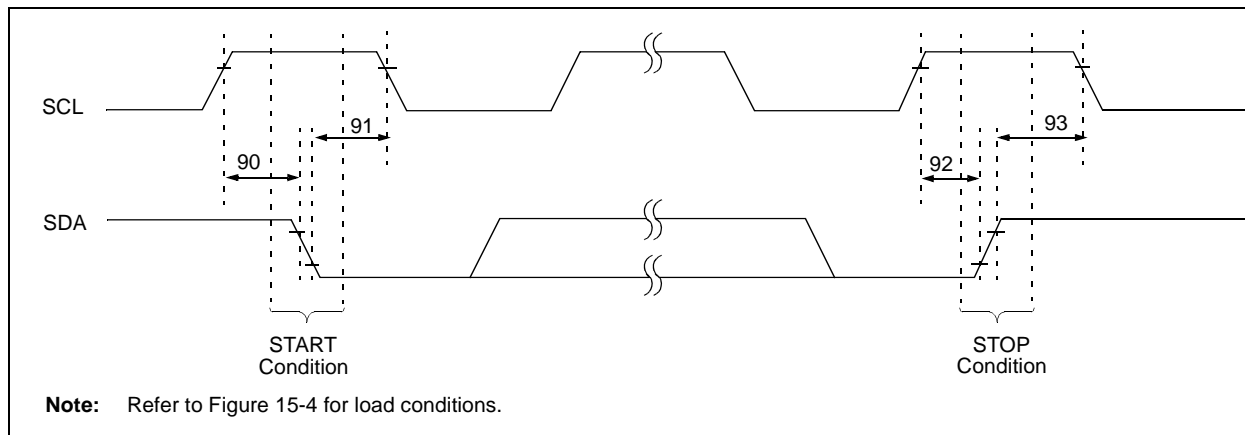 SCL
91
93
90
92
SDA
START
Condition
STOP
Condition
Note: Refer to Figure 15-4 for load conditions.